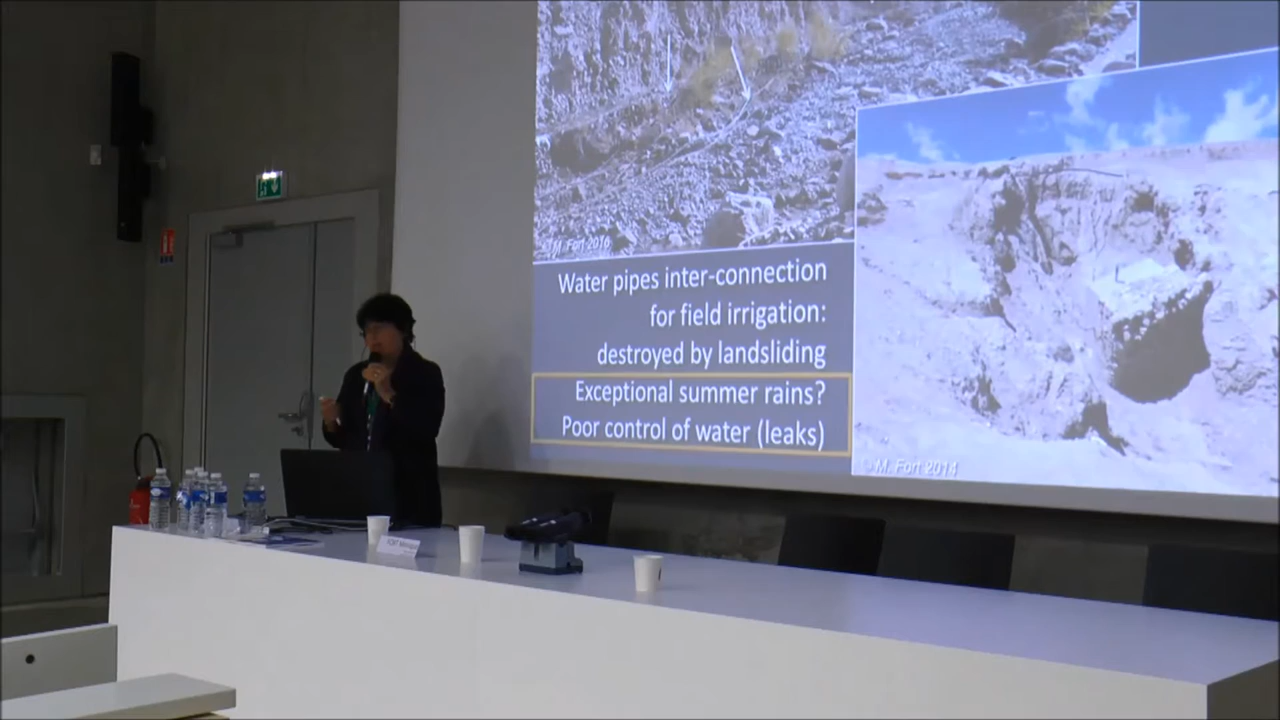 © M. Fort 2016
Water pipes inter-connection
for field irrigation:
destroyed by landsliding
Exceptional summer rains?
Poor control of water (leaks)
© M. Fort 2014